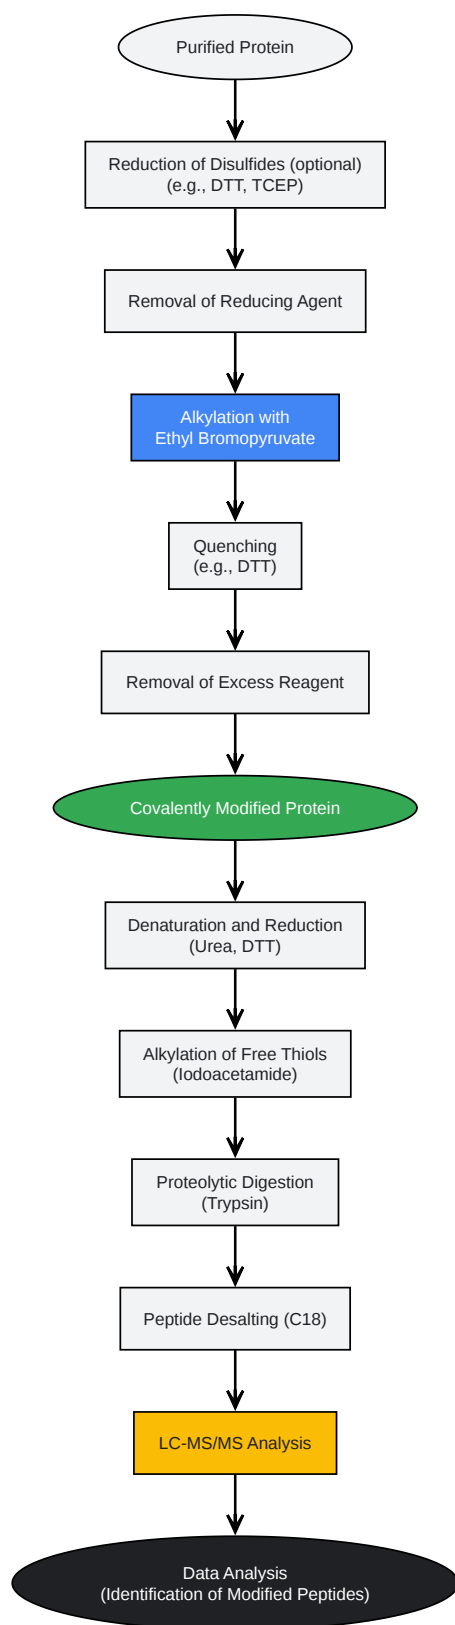 Purified Protein
Reduction of Disulfides (optional)
(e.g., DTT, TCEP)
Removal of Reducing Agent
Alkylation with
Ethyl Bromopyruvate
Quenching
(e.g., DTT)
Removal of Excess Reagent
Covalently Modified Protein
Denaturation and Reduction
(Urea, DTT)
Alkylation of Free Thiols
(Iodoacetamide)
Proteolytic Digestion
(Trypsin)
Peptide Desalting (C18)
LC-MS/MS Analysis
Data Analysis
(Identification of Modified Peptides)